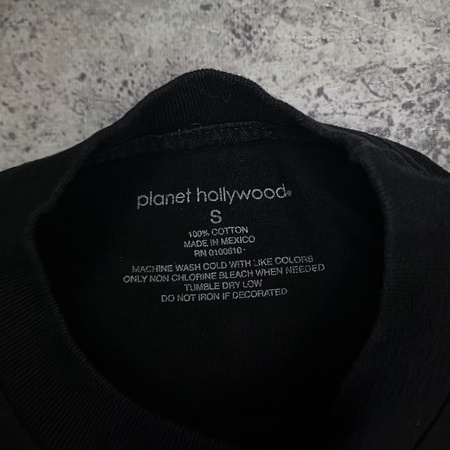 planet hollywood®
S
100% COTTON
MADE IN MEXICO
RN 0100610
MACHINE WASH COLD WITH LIKE COLORS
ONLY NON CHLORINE BLEACH WHEN NEEDED
TUMBLE DRY LOW
DO NOT IRON IF DECORATED